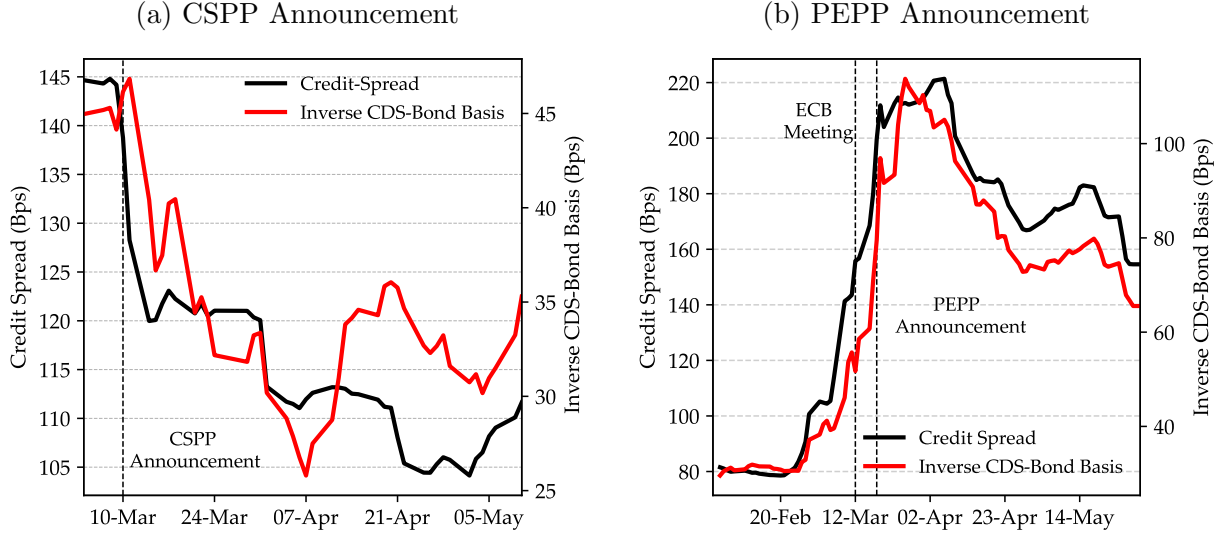 (a) CSPP Announcement
Credit Spread (Bps)
145
140
135
130
125
120
115
110
105
Credit-Spread
Inverse CDS-Bond Basis
CSPP
Announcement
45
40
35
30
25
Inverse CDS-Bond Basis (Bps)
10-Mar
24-Mar
07-Apr
21-Apr
05-May
(b) PEPP Announcement
Credit Spread (Bps)
220
200
180
160
140
120
100
80
ECB
Meeting
PEPP
Announcement
Credit Spread
Inverse CDS-Bond Basis
100
80
60
40
Inverse CDS-Bond Basis (Bps)
20-Feb
12-Mar
02-Apr
23-Apr
14-May